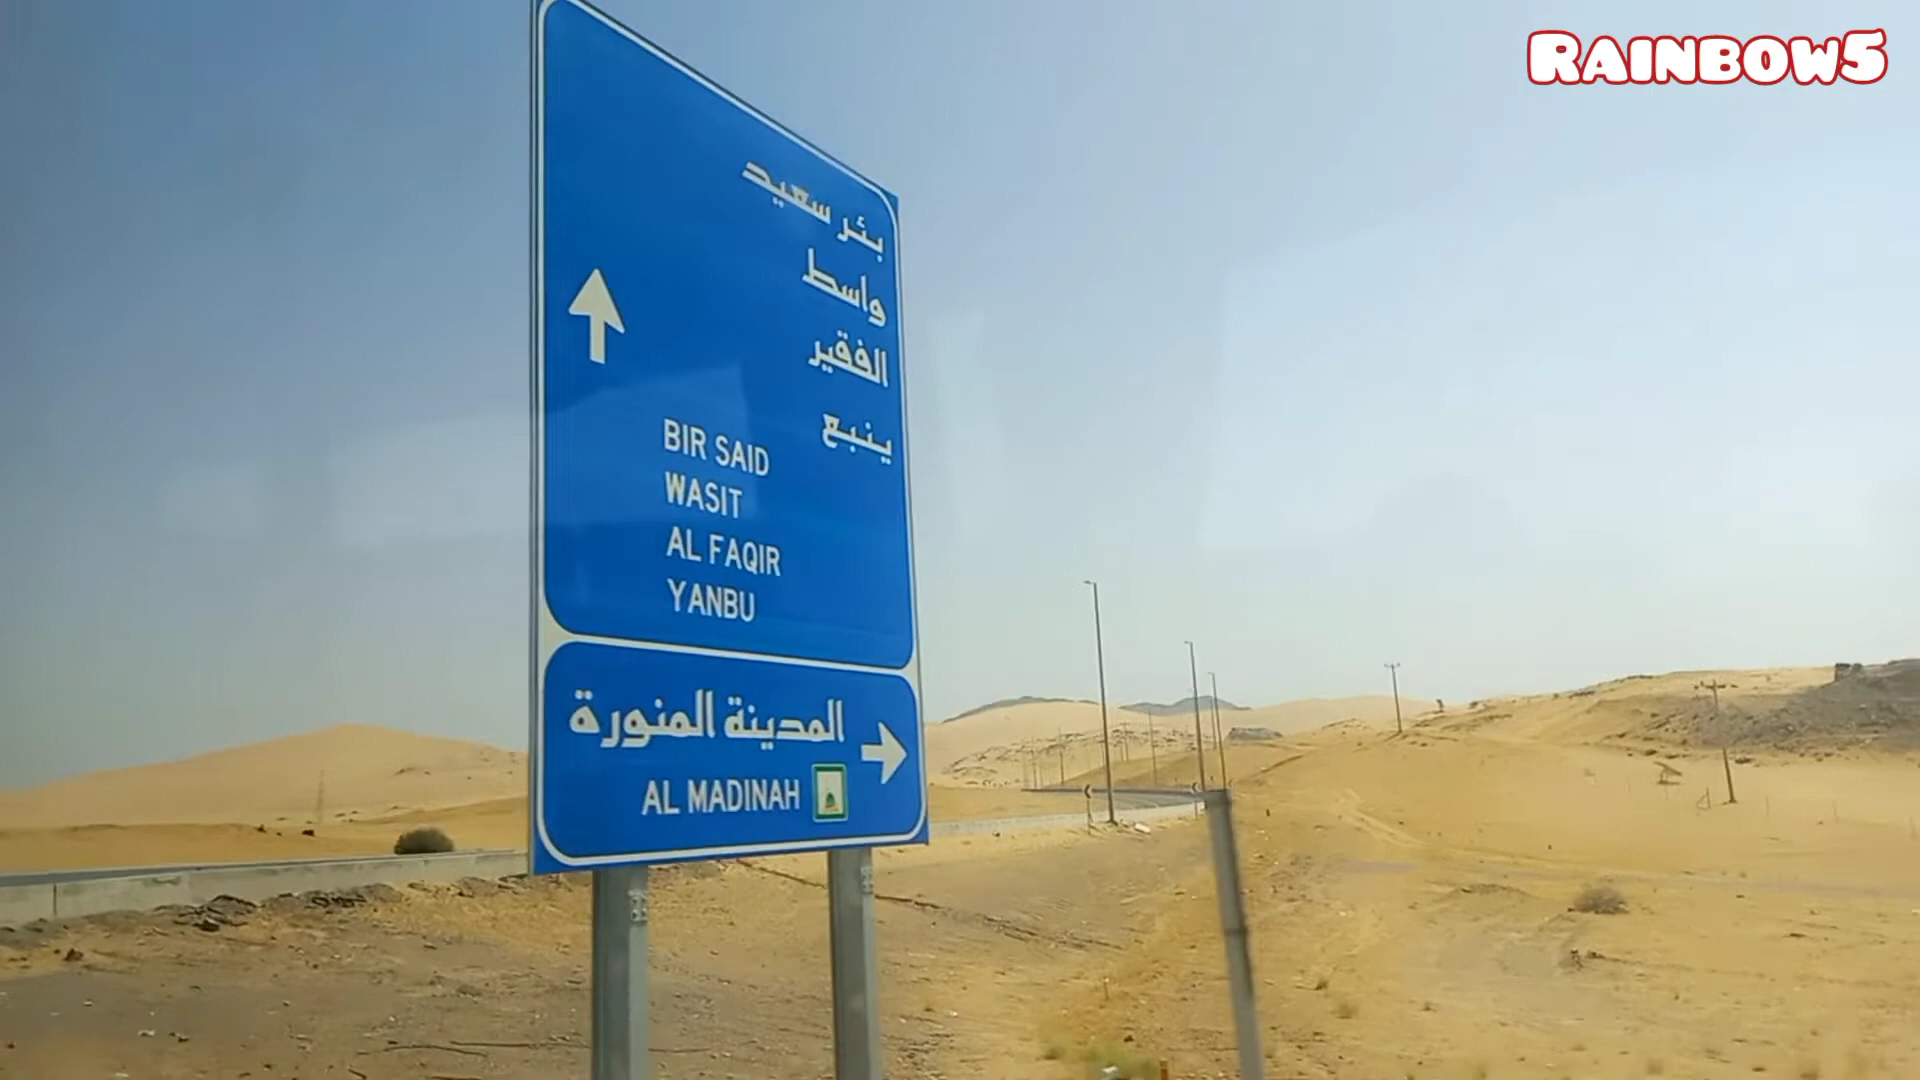 بئر سعيد
واسط
الفقير
ينبع
BIR SAID
WASIT
AL FAQIR
YANBU
المدينة المنورة
AL MADINAH
RAINBOW5